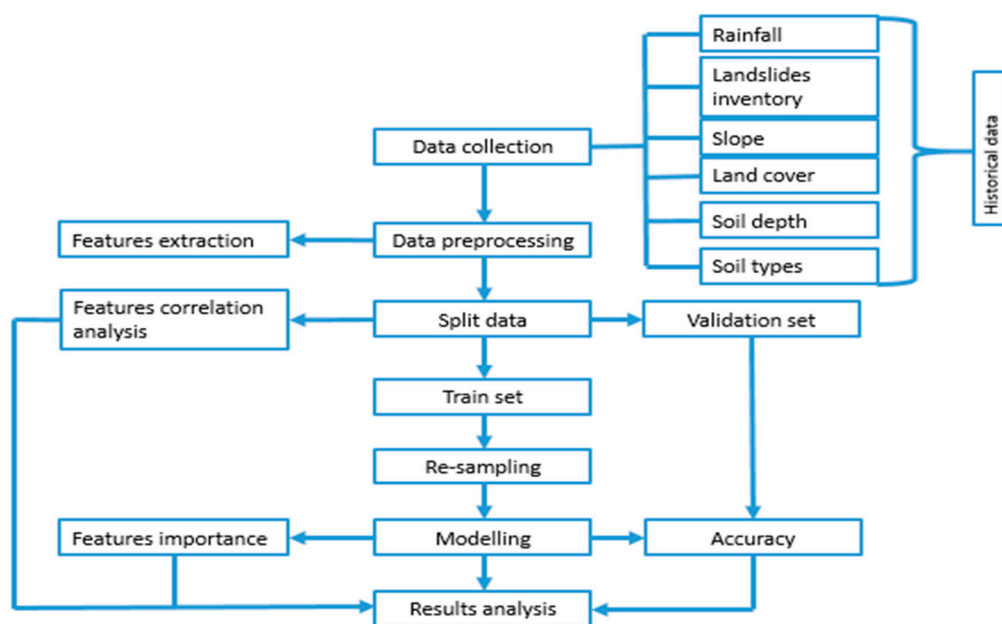 Rainfall
Landslides
inventory
Data collection
Slope
Land cover
Historical data
Soil depth
Features extraction
Data preprocessing
Soil types
Features correlation
analysis
Split data
Validation set
Train set
Re-sampling
Features importance
Modelling
Accuracy
Results analysis